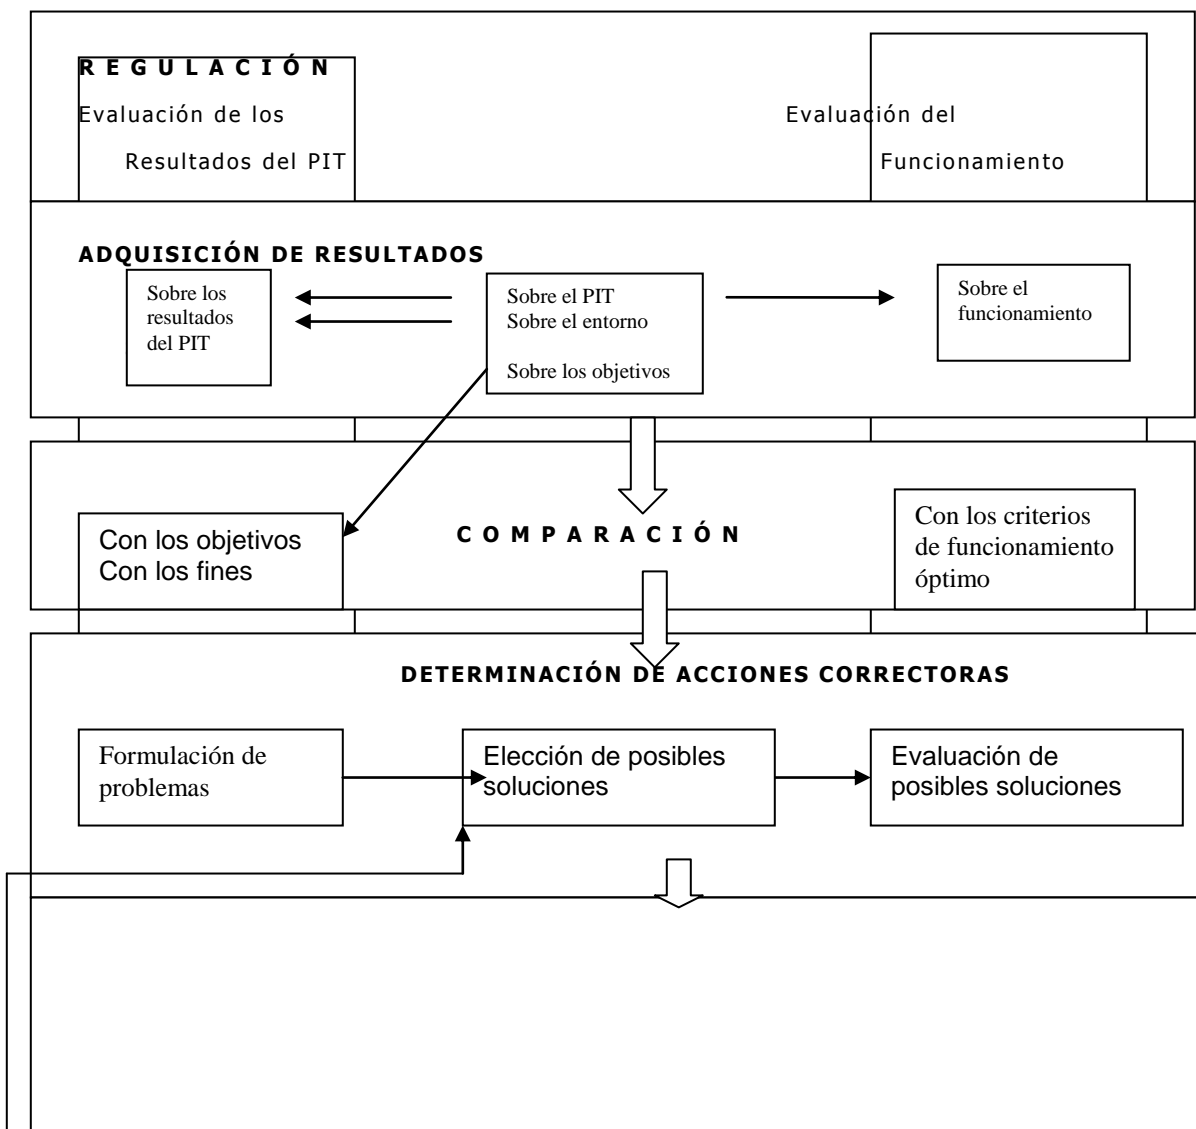 R E G U L A C I Ó N
Evaluación de los
Resultados del PIT
Evaluación del
Funcionamiento
ADQUISICIÓN DE RESULTADOS
Sobre los
resultados
del PIT
Sobre el PIT
Sobre el entorno
Sobre los objetivos
Sobre el
funcionamiento
Con los objetivos
Con los fines
C O M P A R A C I Ó N
Con los criterios
de funcionamiento
óptimo
DETERMINACIÓN DE ACCIONES CORRECTORAS
Formulación de
problemas
Elección de posibles
soluciones
Evaluación de
posibles soluciones